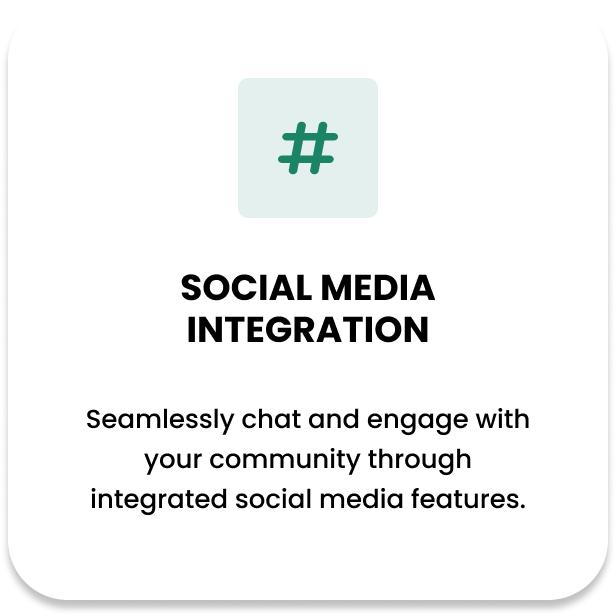 #
SOCIAL MEDIA
INTEGRATION
Seamlessly chat and engage with
your community through
integrated social media features.